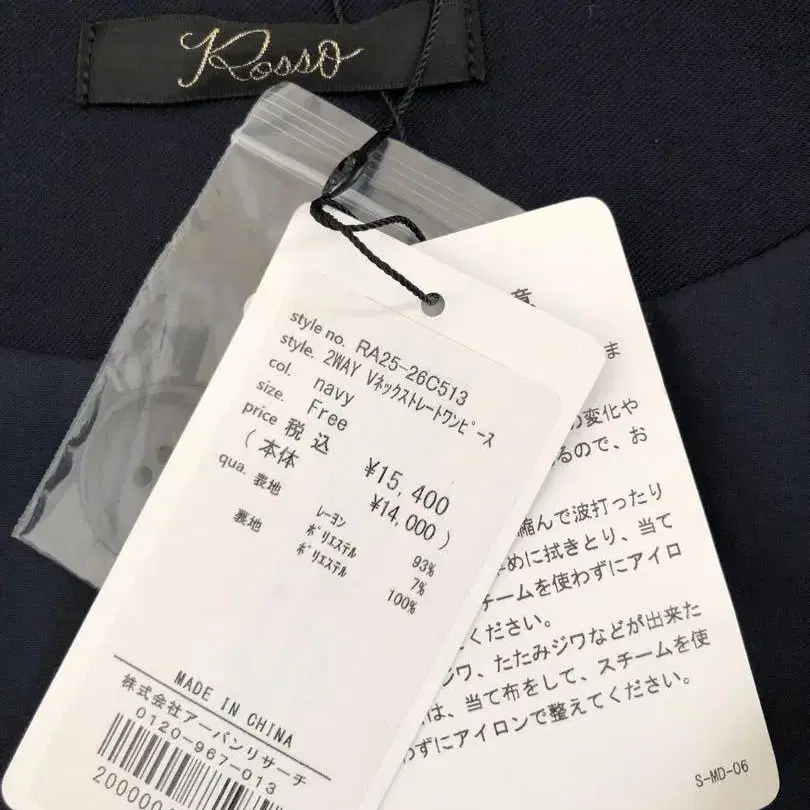 Rosso
style no. RA25-26C513
style. 2WAY Vネックストレートワンピース
col. navy
size. Free
price 税込 ¥15,400
(本体 ¥14,000)
qua. 表地 レーヨン 93%
ポリエステル 7%
裏地 ポリエステル 100%
MADE IN CHINA
株式会社アーバンリサーチ
0120-967-013
ま
の変化や
るので、お
縮んで波打ったり
めに拭きとり、当て
チームを使わずにアイロ
ください。
ジワ、たたみジワなどが出来た
は、当て布をして、スチームを使
わずにアイロンで整えてください。
S-MD-06